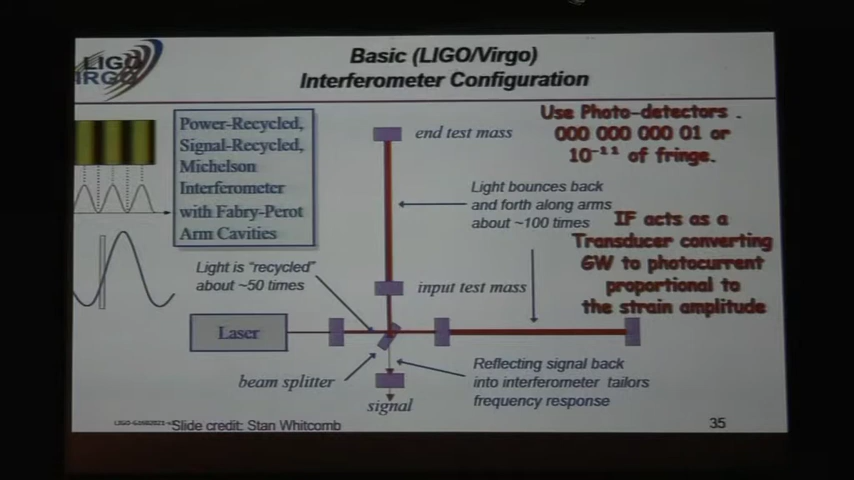 LIGO
VIRGO
Basic (LIGO/Virgo)
Interferometer Configuration
Power-Recycled,
Signal-Recycled,
Michelson
Interferometer
with Fabry-Perot
Arm Cavities
end test mass
Use Photo-detectors .
000 000 000 01 or
10⁻¹¹ of fringe.
Light bounces back
and forth along arms
about ~100 times
IF acts as a
Transducer converting
GW to photocurrent
proportional to
the strain amplitude
Light is "recycled"
about ~50 times
input test mass
Laser
beam splitter
Reflecting signal back
into interferometer tailors
frequency response
signal
Slide credit: Stan Whitcomb
35